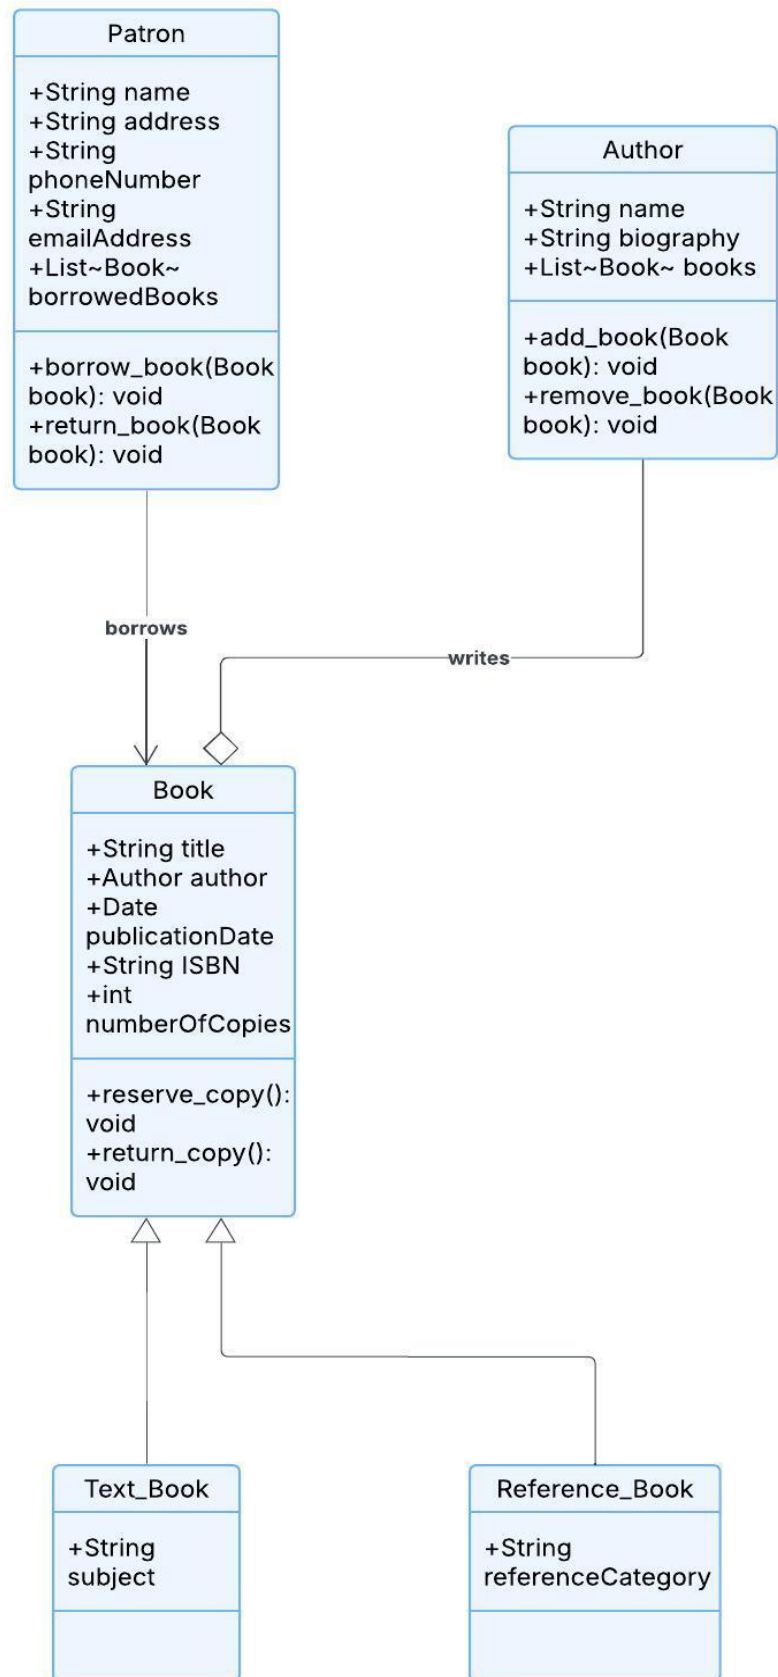 Patron
+String name
+String address
+String
phoneNumber
+String
emailAddress
+List~Book~
borrowedBooks
+borrow_book(Book
book): void
+return_book(Book
book): void
Author
+String name
+String biography
+List~Book~ books
+add_book(Book
book): void
+remove_book(Book
book): void
borrows
writes
Book
+String title
+Author author
+Date
publicationDate
+String ISBN
+int
numberOfCopies
+reserve_copy():
void
+return_copy():
void
Text_Book
+String
subject
Reference_Book
+String
referenceCategory